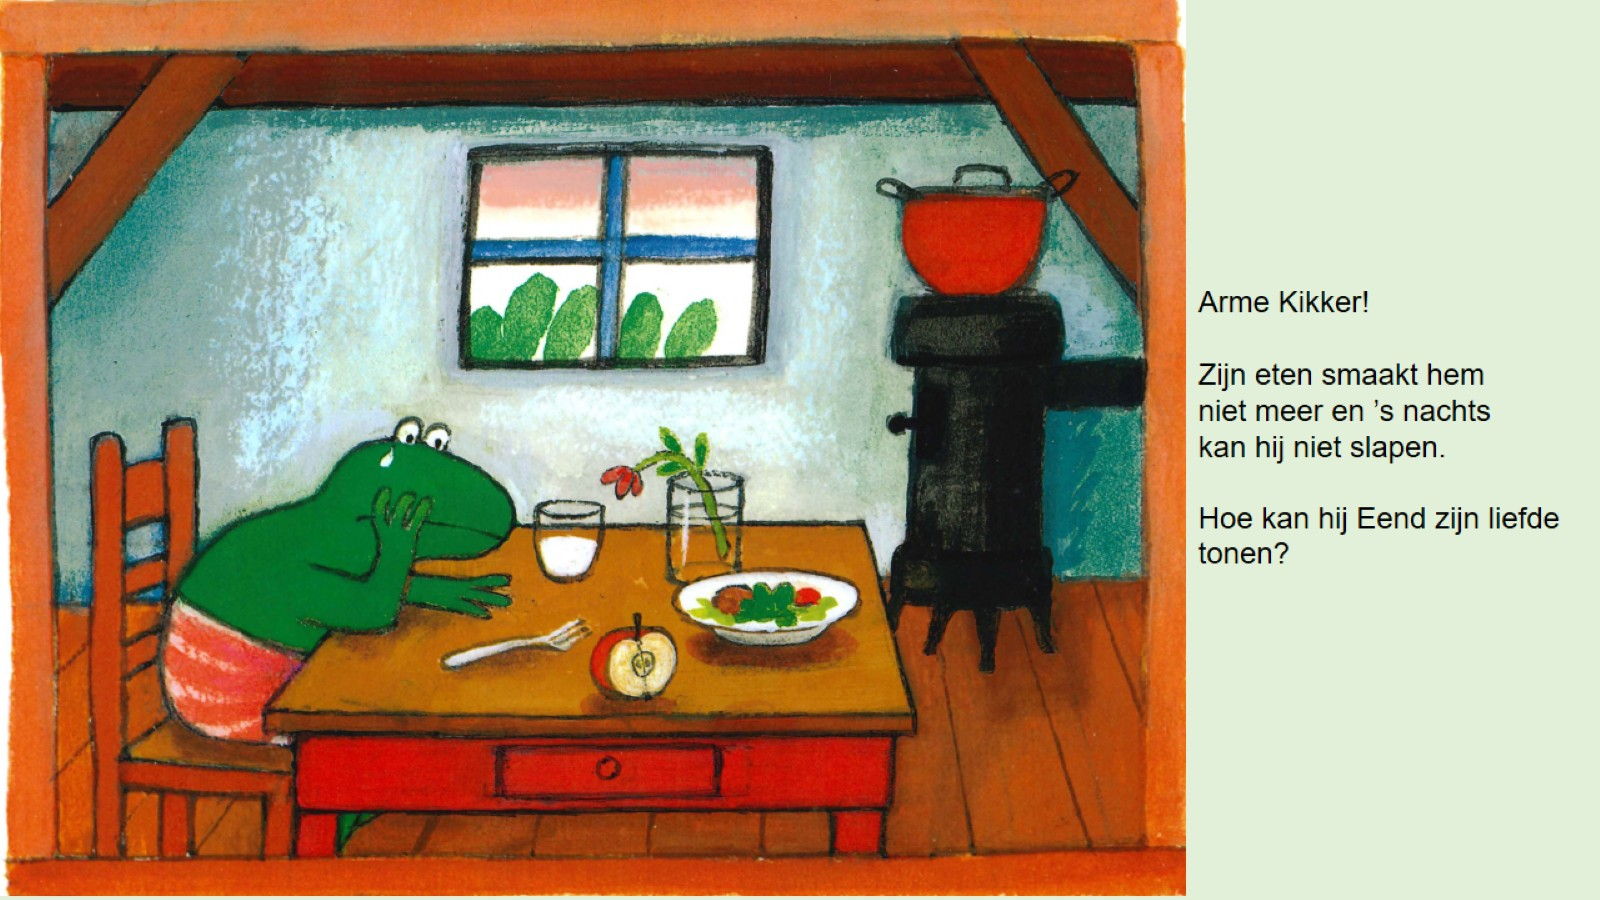 Arme Kikker!
Zijn eten smaakt hem
niet meer en ’s nachts
kan hij niet slapen.
Hoe kan hij Eend zijn liefde
tonen?